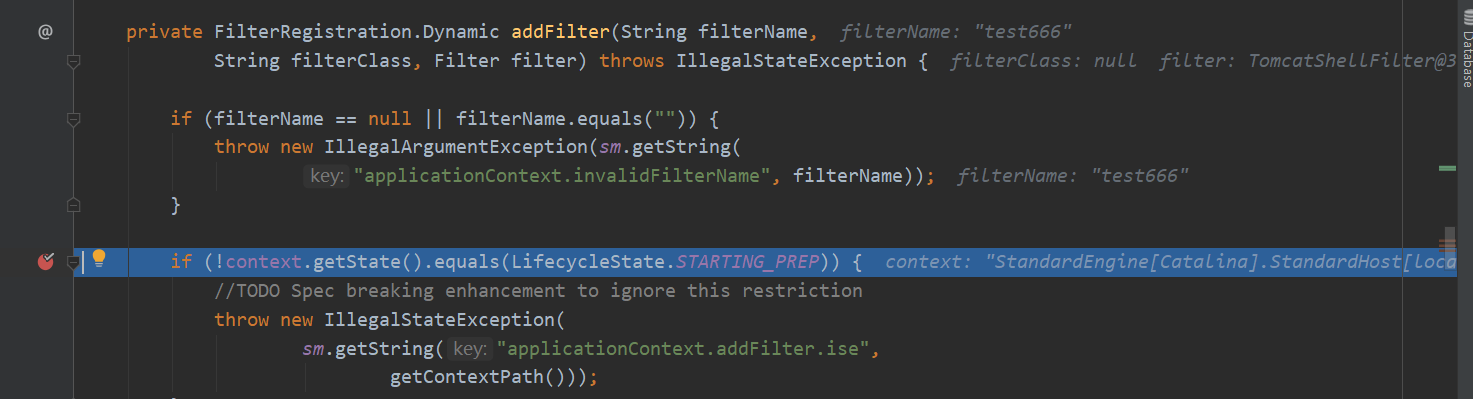 @
private FilterRegistration.Dynamic addFilter(String filterName, filterName: "test666"
String filterClass, Filter filter) throws IllegalStateException { filterClass: null filter: TomcatShellFilter@3
Database
if (filterName == null || filterName.equals("")) {
throw new IllegalArgumentException(sm.getString(
key: "applicationContext.invalidFilterName", filterName)); filterName: "test666"
}
if (!context.getState().equals(LifecycleState.STARTING_PREP)) { context: "StandardEngine[Catalina].StandardHost[loca
//TODO Spec breaking enhancement to ignore this restriction
throw new IllegalStateException(
sm.getString( key: "applicationContext.addFilter.ise",
getContextPath()));